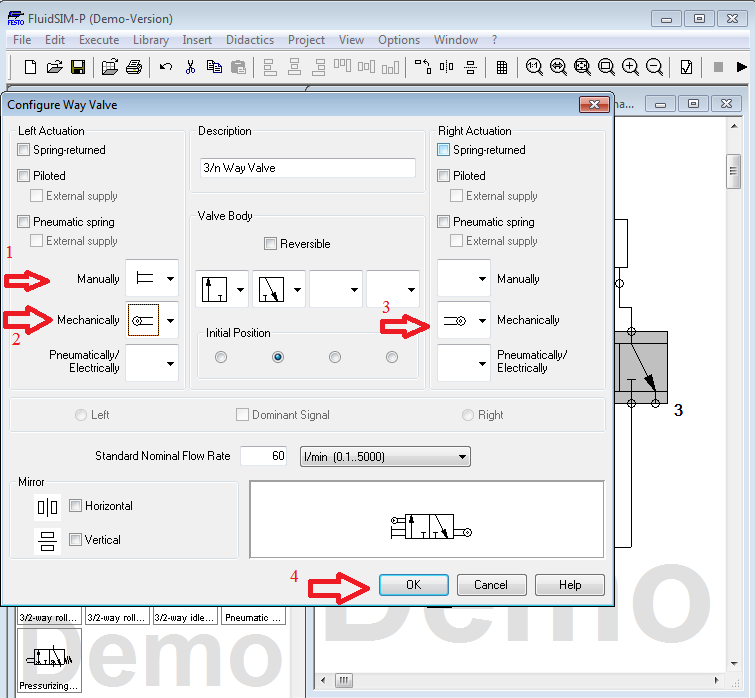 FESTO
FluidSIM-P (Demo-Version)
File Edit Execute Library Insert Didactics Project View Options Window ?
Configure Way Valve
Left Actuation
Spring-returned
Piloted
External supply
Pneumatic spring
External supply
1
Manually
Mechanically
2
Pneumatically/
Electrically
Description
3/n Way Valve
Valve Body
Reversible
Initial Position
Right Actuation
Spring-returned
Piloted
External supply
Pneumatic spring
External supply
Manually
3
Mechanically
Pneumatically/
Electrically
Left Dominant Signal Right
Standard Nominal Flow Rate 60 l/min (0.1..5000)
Mirror
Horizontal
Vertical
4
OK Cancel Help
3
3/2-way roll... 3/2-way roll... 3/2-way idle... Pneumatic ...
Pressurizing...
Demo
Demo